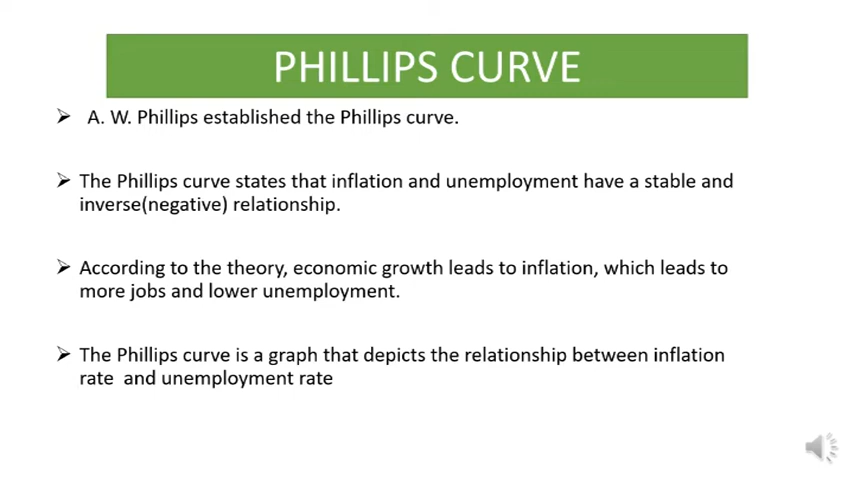 PHILLIPS CURVE
A. W. Phillips established the Phillips curve.
The Phillips curve states that inflation and unemployment have a stable and
inverse(negative) relationship.
According to the theory, economic growth leads to inflation, which leads to
more jobs and lower unemployment.
The Phillips curve is a graph that depicts the relationship between inflation
rate and unemployment rate